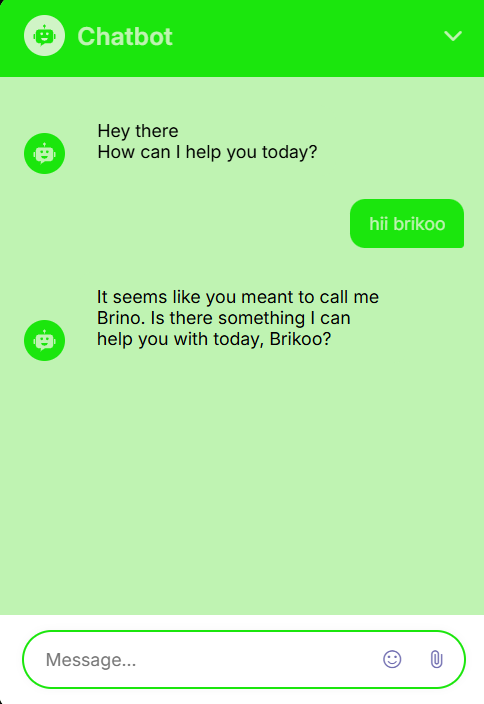 Chatbot
Hey there
How can I help you today?
hii brikoo
It seems like you meant to call me
Brino. Is there something I can
help you with today, Brikoo?
Message...